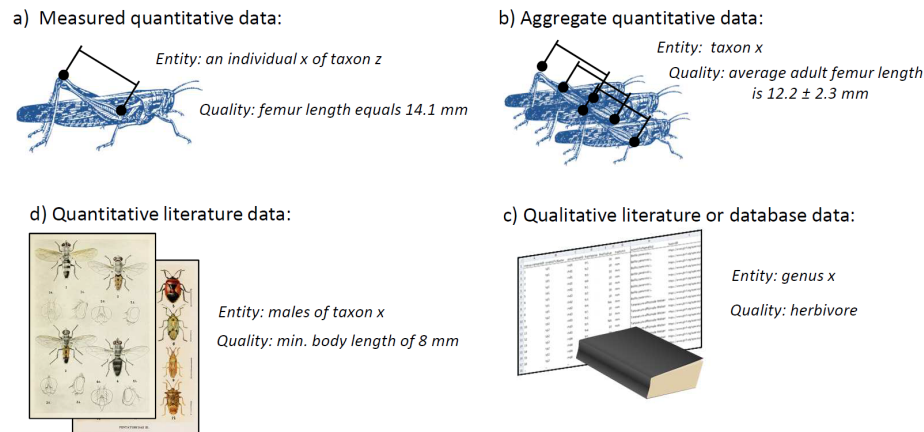 a) Measured quantitative data:
Entity: an individual x of taxon z
Quality: femur length equals 14.1 mm
b) Aggregate quantitative data:
Entity: taxon x
Quality: average adult femur length
is 12.2 ± 2.3 mm
d) Quantitative literature data:
Entity: males of taxon x
Quality: min. body length of 8 mm
c) Qualitative literature or database data:
Entity: genus x
Quality: herbivore